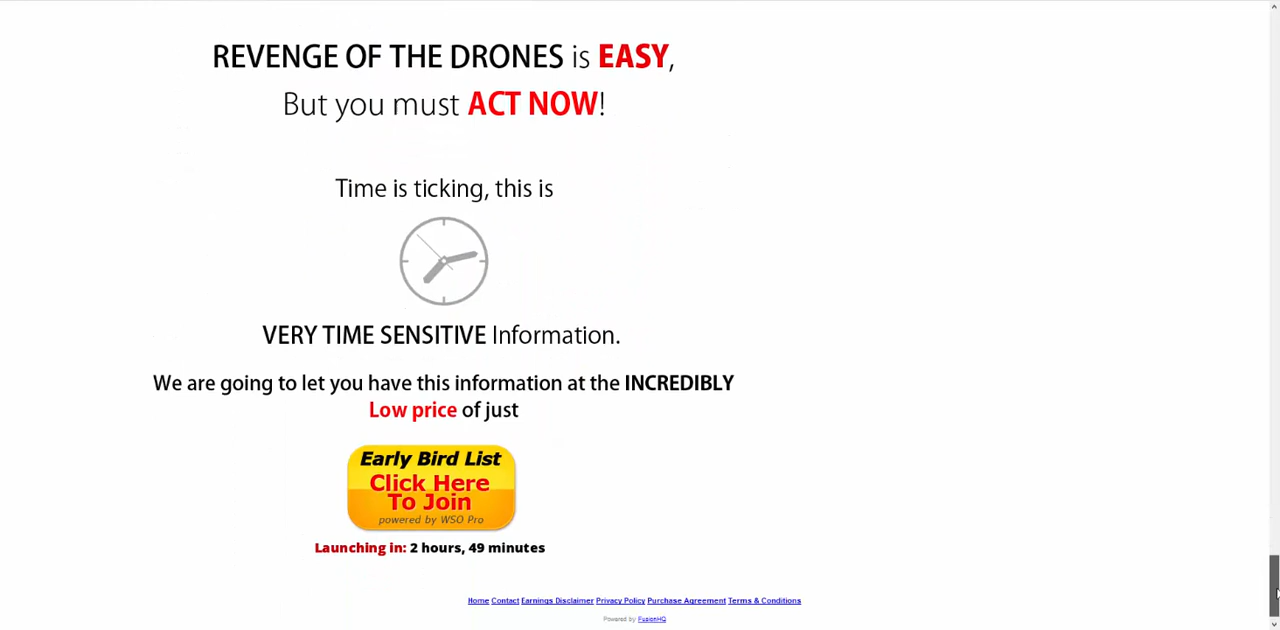 REVENGE OF THE DRONES is EASY,
But you must ACT NOW!
Time is ticking, this is
VERY TIME SENSITIVE Information.
We are going to let you have this information at the INCREDIBLY
Low price of just
Early Bird List
Click Here
To Join
powered by WSO Pro
Launching in: 2 hours, 49 minutes
Home Contact Earnings Disclaimer Privacy Policy Purchase Agreement Terms & Conditions
Powered by FusionHQ